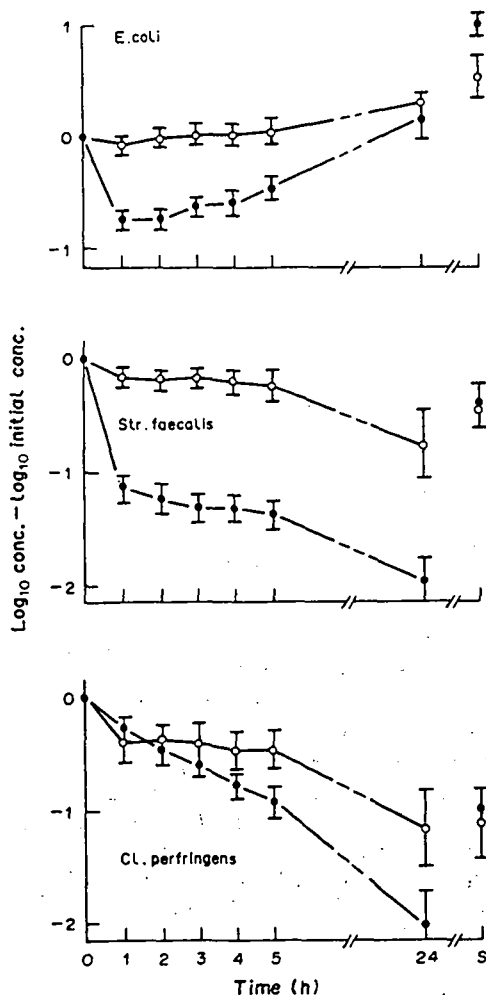 E.coli
1
0
-1
0
Str. faecalis
-1
-2
0
-1
Cl. perfringens
-2
0 1 2 3 4 5 24 S
Time (h)
Log10 conc. – log10 initial conc.